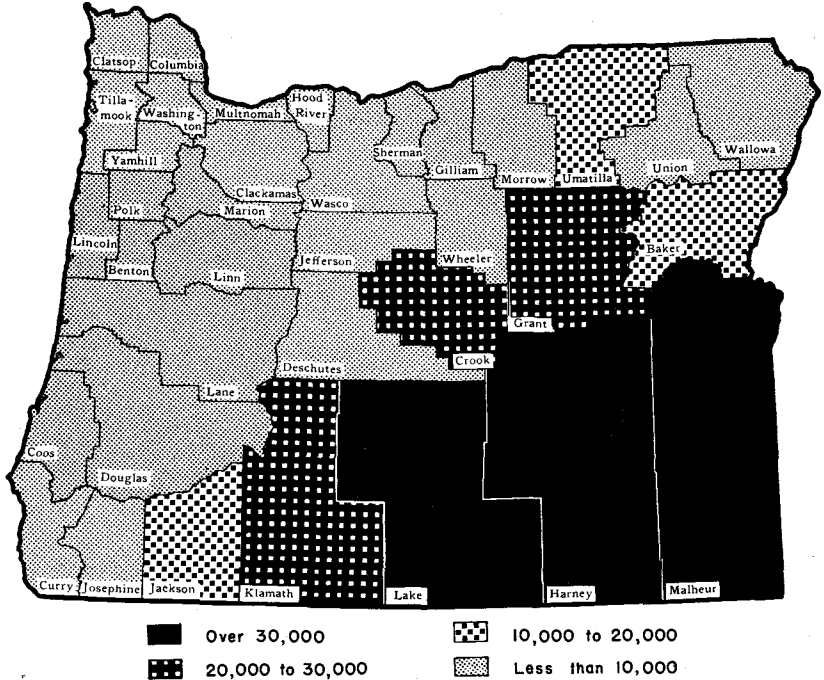 Clatsop
Columbia
Tilla-
mook
Washing-
ton
Multnomah
Hood
River
Sherman
Gilliam
Morrow
Umatilla
Union
Wallowa
Yamhill
Clackamas
Wasco
Polk
Marion
Lincoln
Benton
Linn
Jefferson
Wheeler
Baker
Grant
Crook
Deschutes
Lane
Coos
Douglas
Curry
Josephine
Jackson
Klamath
Lake
Harney
Malheur
Over 30,000
10,000 to 20,000
20,000 to 30,000
Less than 10,000